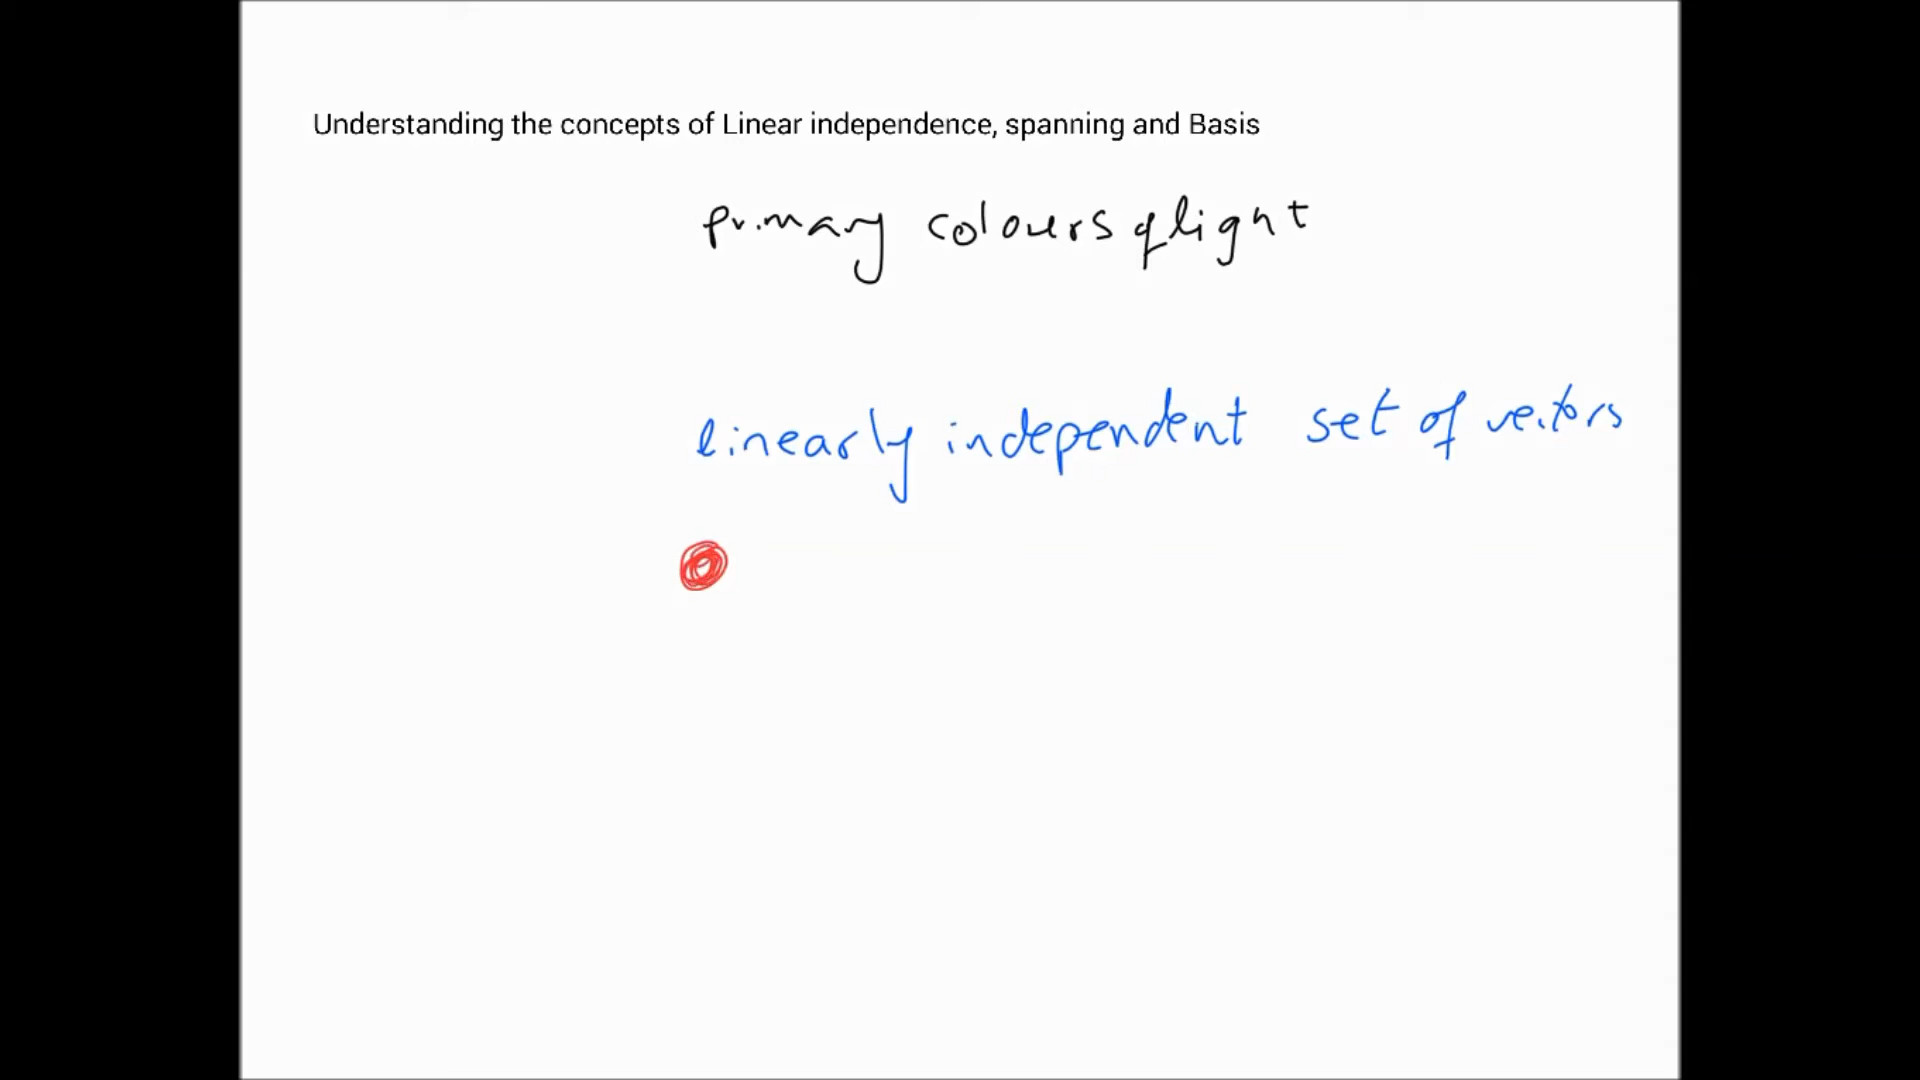 Understanding the concepts of Linear independence, spanning and Basis
primary colours of light
linearly independent set of vectors